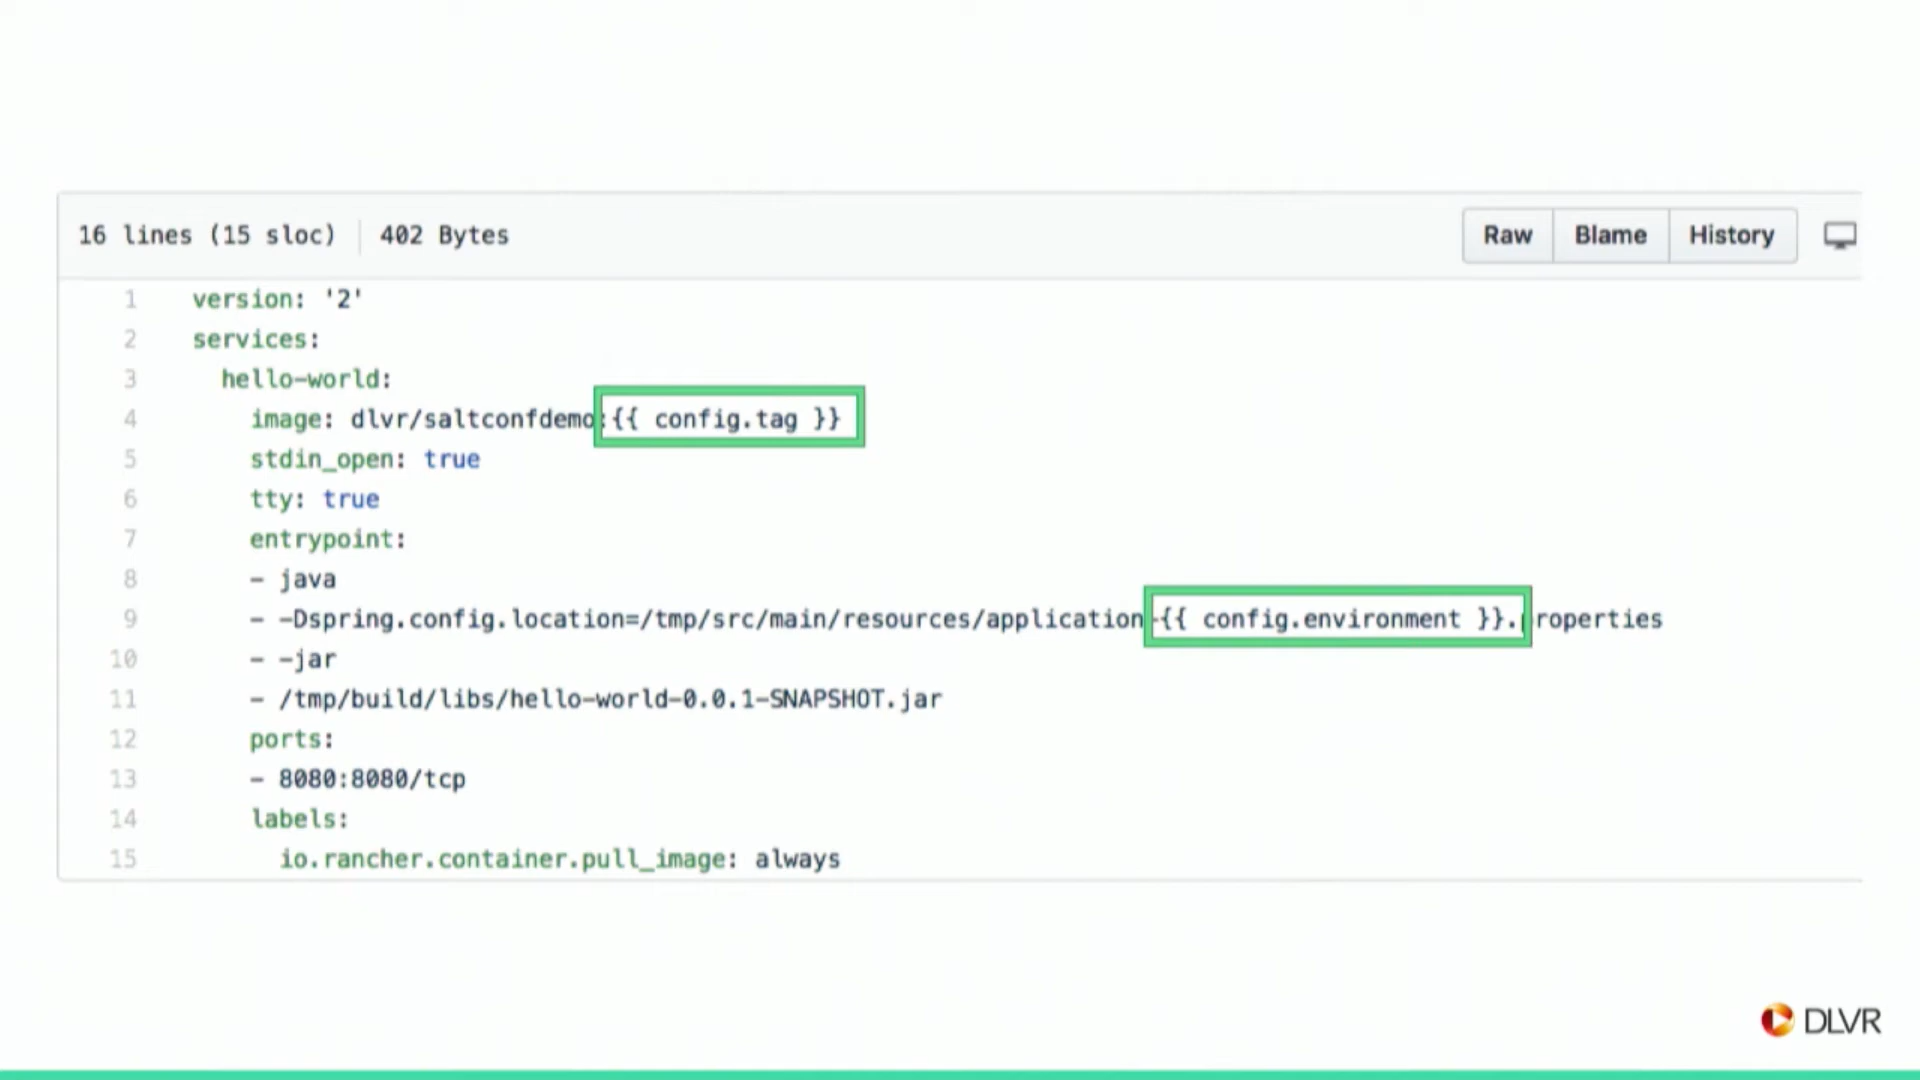 16 lines (15 sloc) 402 Bytes Raw Blame History
1 version: '2'
2 services:
3 hello-world:
4 image: dlvr/saltconfdemo:{{ config.tag }}
5 stdin_open: true
6 tty: true
7 entrypoint:
8 - java
9 - -Dspring.config.location=/tmp/src/main/resources/application-{{ config.environment }}.properties
10 - -jar
11 - /tmp/build/libs/hello-world-0.0.1-SNAPSHOT.jar
12 ports:
13 - 8080:8080/tcp
14 labels:
15 io.rancher.container.pull_image: always
DLVR